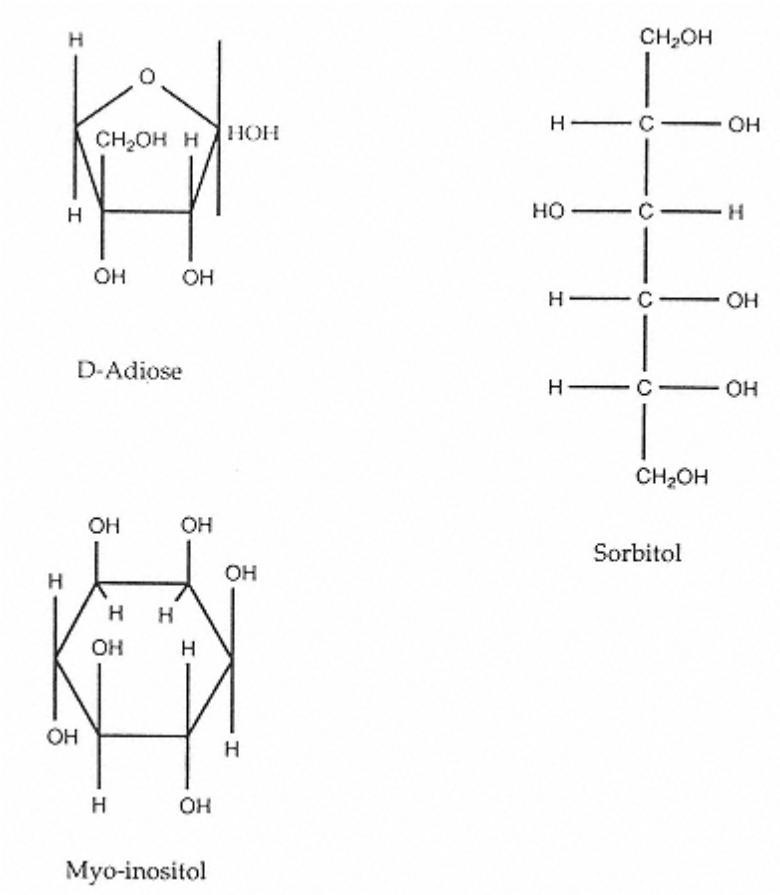 H
O
CH₂OH H HOH
H
OH OH
D-Adiose
CH₂OH
H C OH
HO C H
H C OH
H C OH
CH₂OH
Sorbitol
OH OH
H OH
H H
OH H
OH H
H OH
Myo-inositol